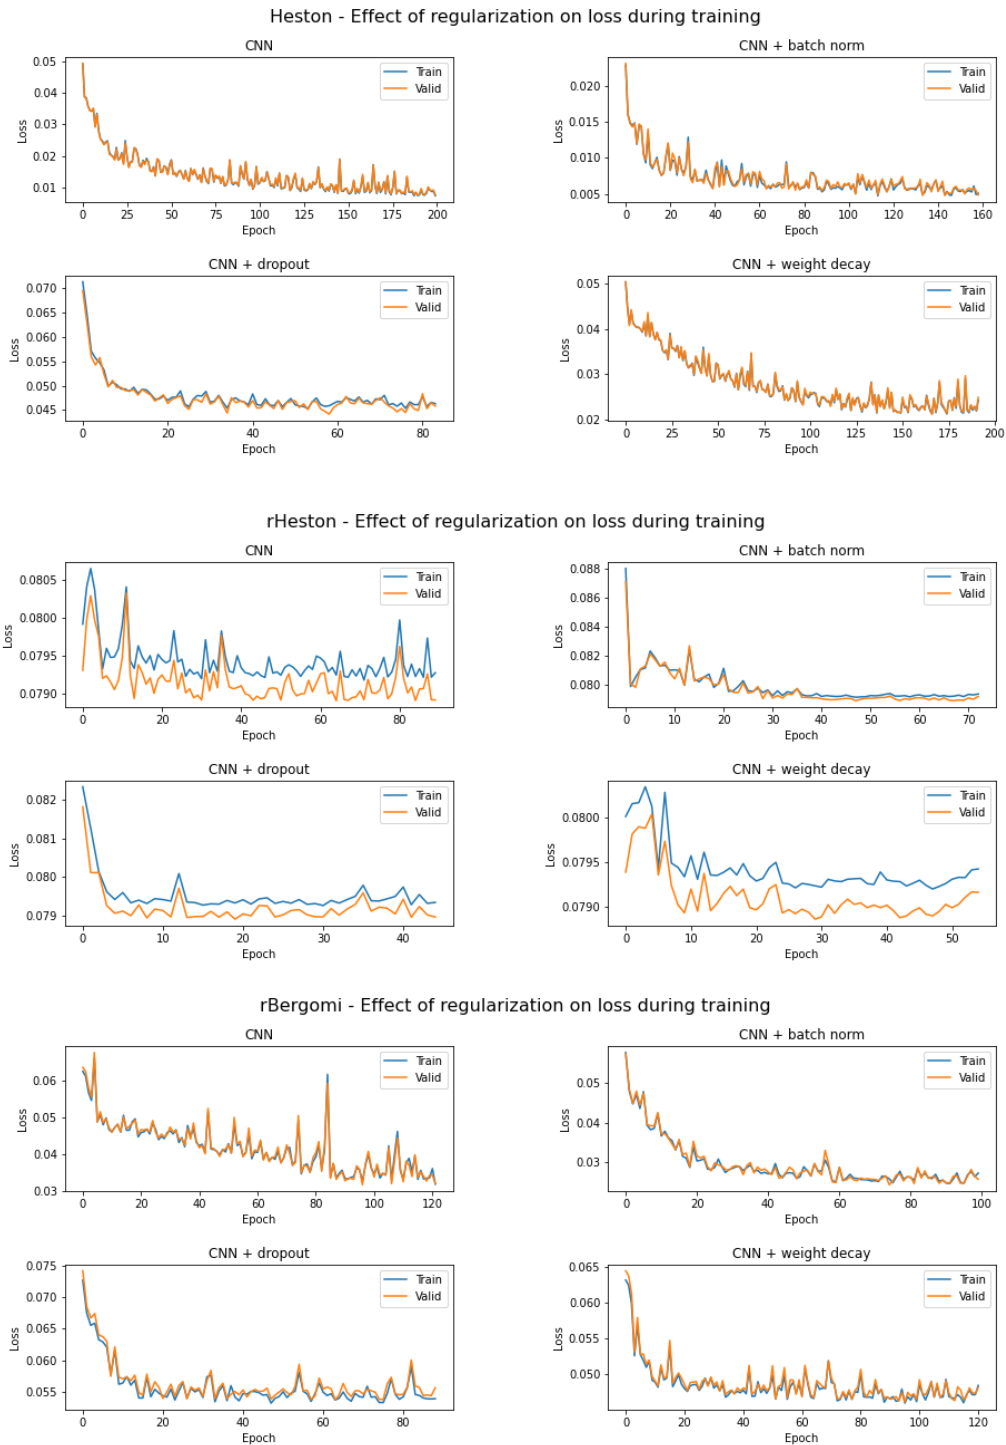 Heston - Effect of regularization on loss during training
CNN
0.05
0.04
0.03
0.02
0.01
Loss
Train
Valid
0 25 50 75 100 125 150 175 200
Epoch
CNN + batch norm
0.020
0.015
0.010
0.005
Loss
Train
Valid
0 20 40 60 80 100 120 140 160
Epoch
CNN + dropout
0.070
0.065
0.060
0.055
0.050
0.045
Loss
Train
Valid
0 20 40 60 80
Epoch
CNN + weight decay
0.05
0.04
0.03
0.02
Loss
Train
Valid
0 25 50 75 100 125 150 175 200
Epoch
rHeston - Effect of regularization on loss during training
CNN
0.0805
0.0800
0.0795
0.0790
Loss
Train
Valid
0 20 40 60 80
Epoch
CNN + batch norm
0.088
0.086
0.084
0.082
0.080
Loss
Train
Valid
0 10 20 30 40 50 60 70
Epoch
CNN + dropout
0.082
0.081
0.080
0.079
Loss
Train
Valid
0 10 20 30 40
Epoch
CNN + weight decay
0.0800
0.0795
0.0790
Loss
Train
Valid
0 10 20 30 40 50
Epoch
rBergomi - Effect of regularization on loss during training
CNN
0.06
0.05
0.04
0.03
Loss
Train
Valid
0 20 40 60 80 100 120
Epoch
CNN + batch norm
0.05
0.04
0.03
Loss
Train
Valid
0 20 40 60 80 100
Epoch
CNN + dropout
0.075
0.070
0.065
0.060
0.055
Loss
Train
Valid
0 20 40 60 80
Epoch
CNN + weight decay
0.065
0.060
0.055
0.050
Loss
Train
Valid
0 20 40 60 80 100 120
Epoch